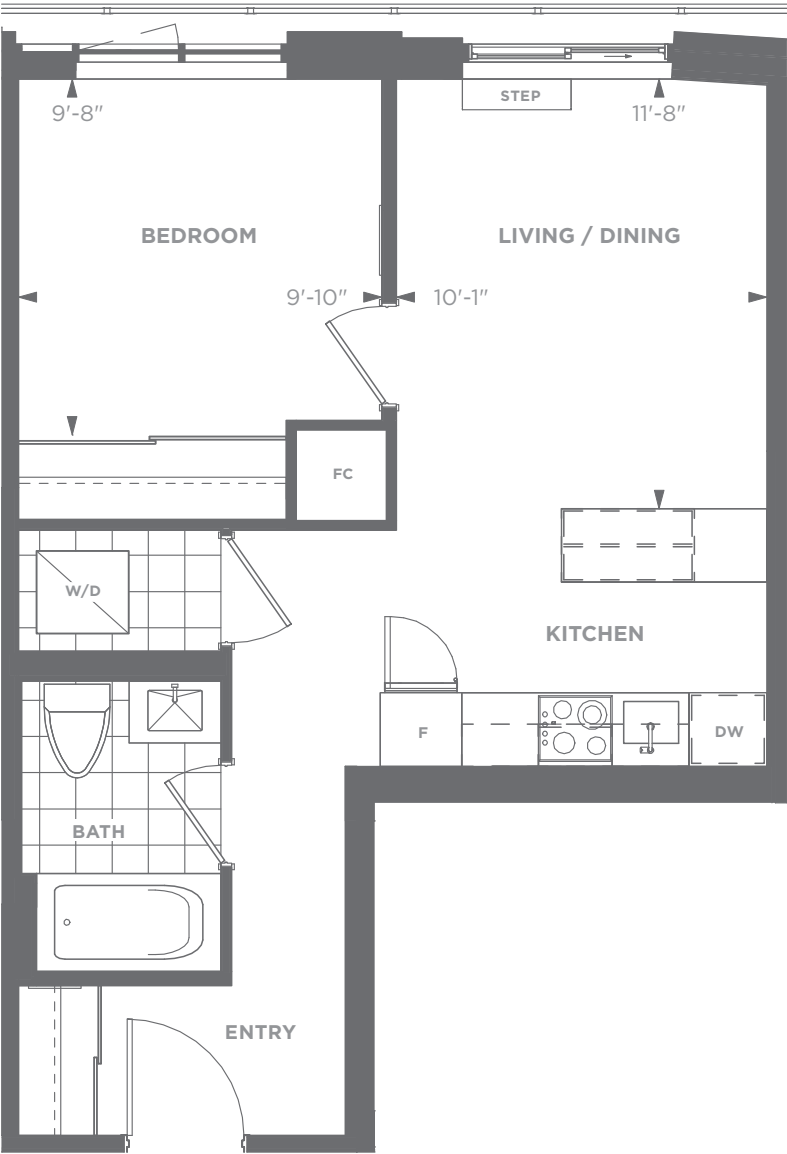 STEP
9'-8"
11'-8"
BEDROOM
LIVING / DINING
9'-10"
10'-1"
FC
W/D
KITCHEN
F
DW
BATH
ENTRY